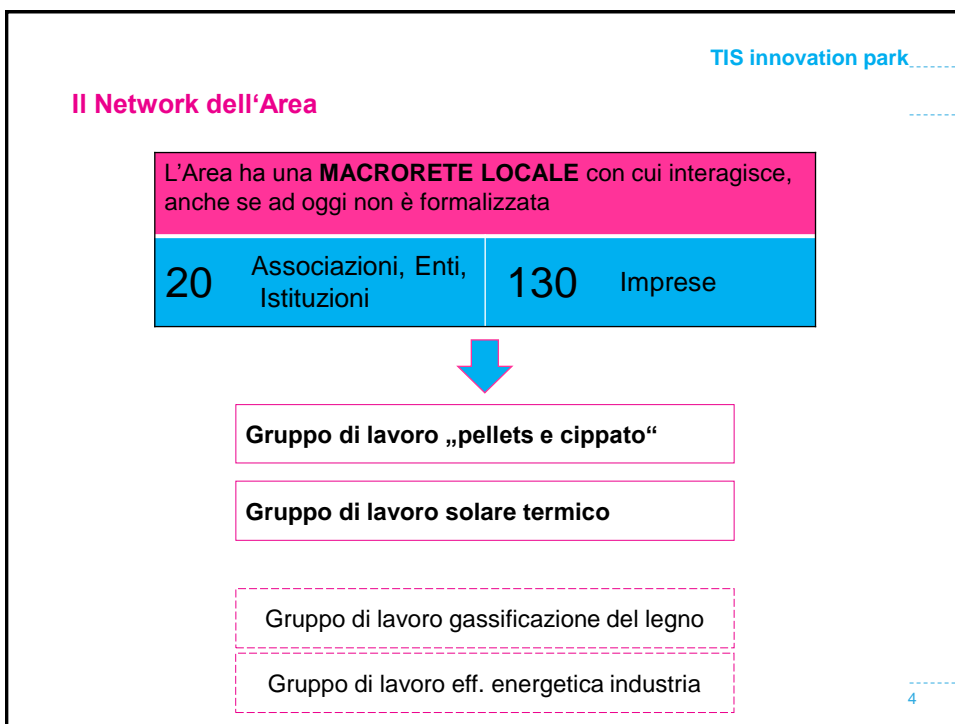 TIS innovation park
Il Network dell‘Area
L’Area ha una MACRORETE LOCALE con cui interagisce,
anche se ad oggi non è formalizzata
20 Associazioni, Enti,
Istituzioni
130 Imprese
Gruppo di lavoro „pellets e cippato“
Gruppo di lavoro solare termico
Gruppo di lavoro gassificazione del legno
Gruppo di lavoro eff. energetica industria
4